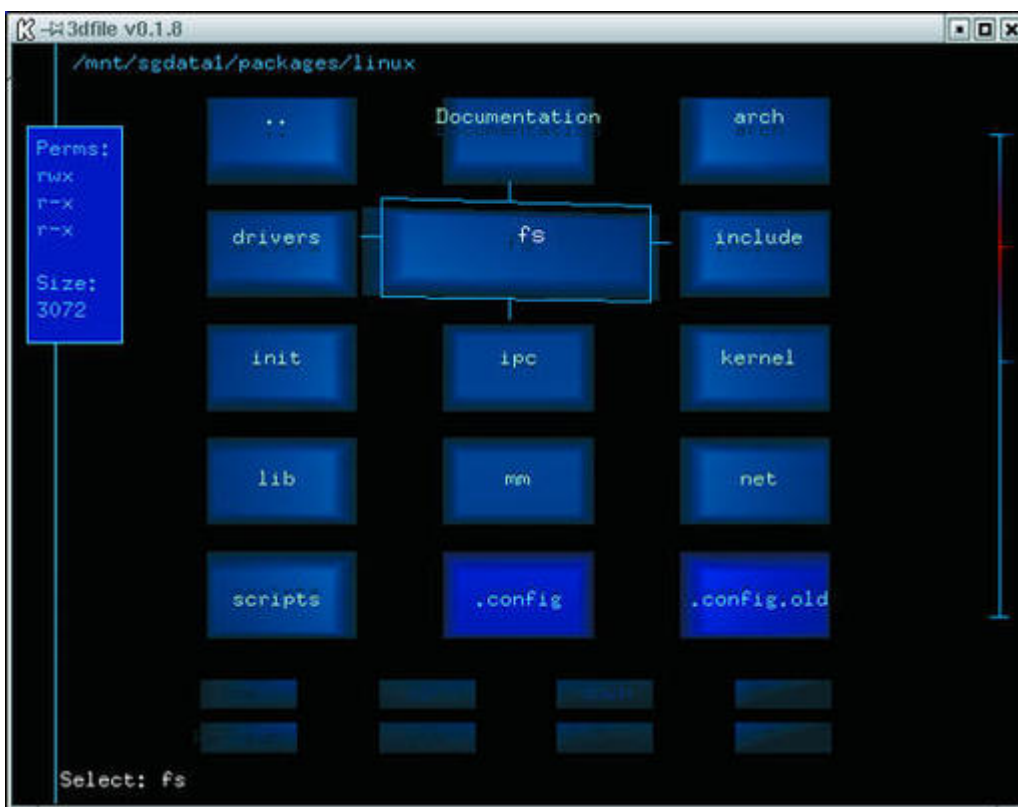 3dfile v0.1.8
/mnt/sgdata1/packages/linux
.. Documentation arch
Perms:
rwx
r-x
r-x
Size:
3072
drivers fs include
init ipc kernel
lib mm net
scripts .config .config.old
Select: fs